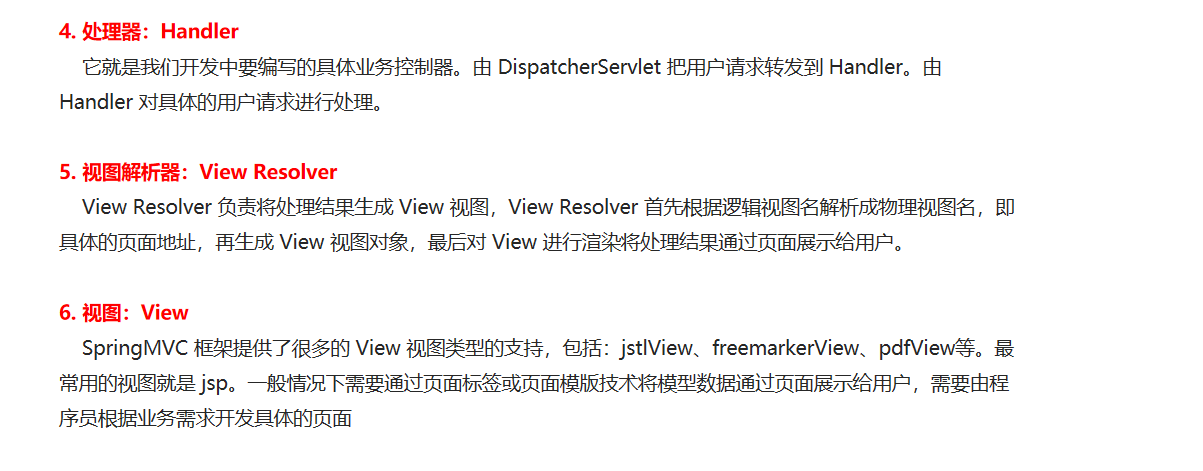 4. 处理器：Handler
它就是我们开发中要编写的具体业务控制器。由 DispatcherServlet 把用户请求转发到 Handler。由
Handler 对具体的用户请求进行处理。
5. 视图解析器：View Resolver
View Resolver 负责将处理结果生成 View 视图，View Resolver 首先根据逻辑视图名解析成物理视图名，即
具体的页面地址，再生成 View 视图对象，最后对 View 进行渲染将处理结果通过页面展示给用户。
6. 视图：View
SpringMVC 框架提供了很多的 View 视图类型的支持，包括：jstlView、freemarkerView、pdfView等。最
常用的视图就是 jsp。一般情况下需要通过页面标签或页面模版技术将模型数据通过页面展示给用户，需要由程
序员根据业务需求开发具体的页面